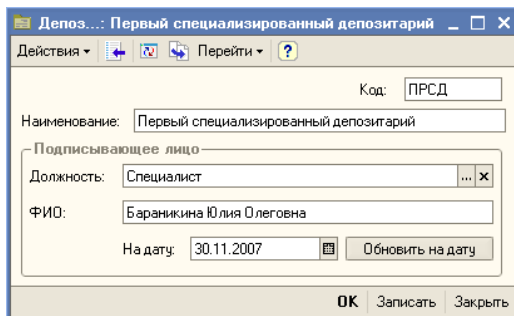 Депоз...: Первый специализированный депозитарий
Действия Перейти ?
Код: ПРСД
Наименование: Первый специализированный депозитарий
Подписывающее лицо
Должность: Специалист ... x
ФИО: Бараникина Юлия Олеговна
На дату: 30.11.2007 Обновить на дату
OK Записать Закрыть